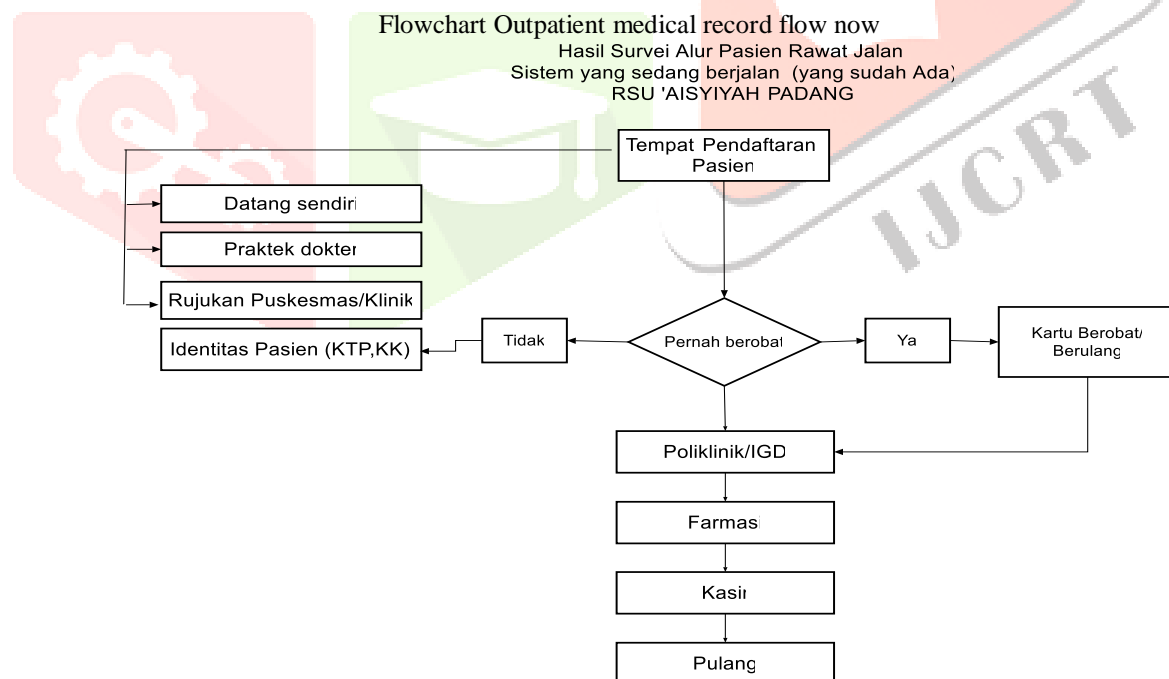 Flowchart Outpatient medical record flow now
Hasil Survei Alur Pasien Rawat Jalan
Sistem yang sedang berjalan (yang sudah Ada)
RSU 'AISYIYAH PADANG
Tempat Pendaftaran
Pasien
Datang sendiri
Praktek dokter
Rujukan Puskesmas/Klinik
Identitas Pasien (KTP,KK)
Tidak
Pernah berobat
Ya
Kartu Berobat/
Berulang
Poliklinik/IGD
Farmasi
Kasir
Pulang
IJCRT